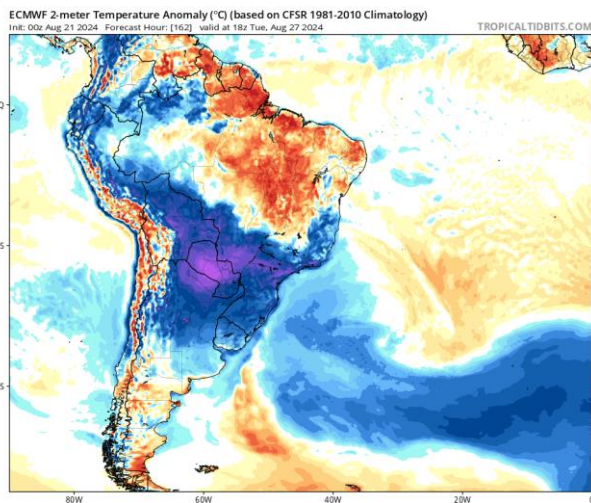 ECMWF 2-meter Temperature Anomaly (°C) (based on CFSR 1981-2010 Climatology)
Init: 00z Aug 21 2024 Forecast Hour: [162] valid at 18z Tue, Aug 27 2024 TROPICALTIDBITS.COM
Q
S
S
80W 60W 40W 20W